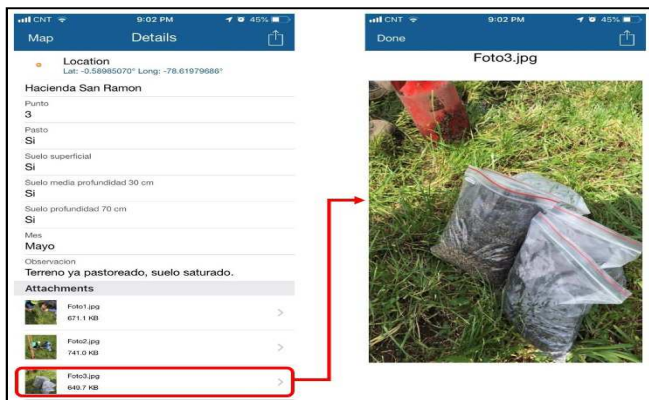 CNT 9:02 PM 45%
Map Details
Location
Lat: -0.58985070° Long: -78.61979686°
Hacienda San Ramon
Punto
3
Pasto
Si
Suelo superficial
Si
Suelo media profundidad 30 cm
Si
Suelo profundidad 70 cm
Si
Mes
Mayo
Observacion
Terreno ya pastoreado, suelo saturado.
Attachments
Foto1.jpg
671.1 KB
Foto2.jpg
741.0 KB
Foto3.jpg
649.7 KB
CNT 9:02 PM 45%
Done
Foto3.jpg